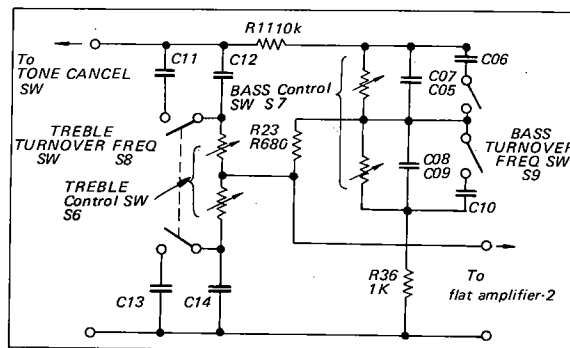 R1110k
C11
C12
C06
To
TONE CANCEL
SW
BASS Control
SW S7
C07
C05
TREBLE
TURNOVER FREQ
SW S8
R23
R680
BASS
TURNOVER
FREQ SW
S9
TREBLE
Control SW
S6
C08
C09
C10
R36
1K
To
flat amplifier-2
C13
C14